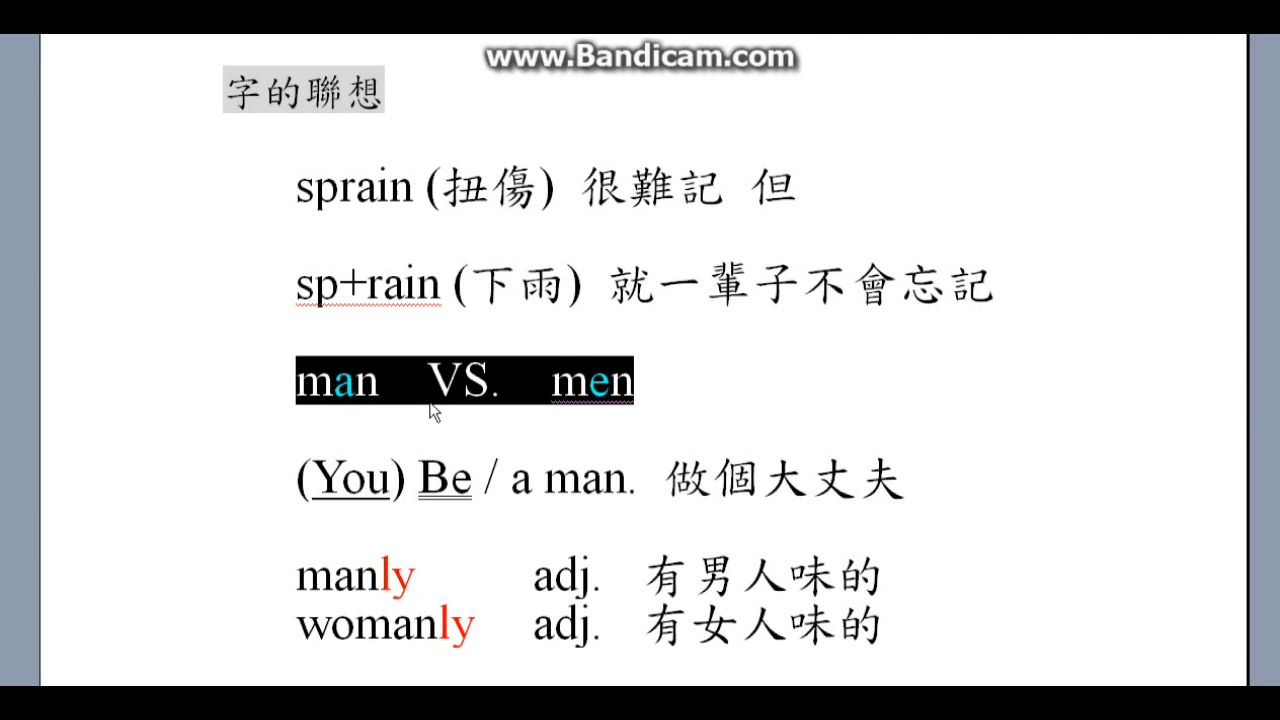 www.Bandicam.com
字的聯想
sprain (扭傷) 很難記 但
sp+rain (下雨) 就一輩子不會忘記
man VS. men
(You) Be / a man. 做個大丈夫
manly adj. 有男人味的
womanly adj. 有女人味的